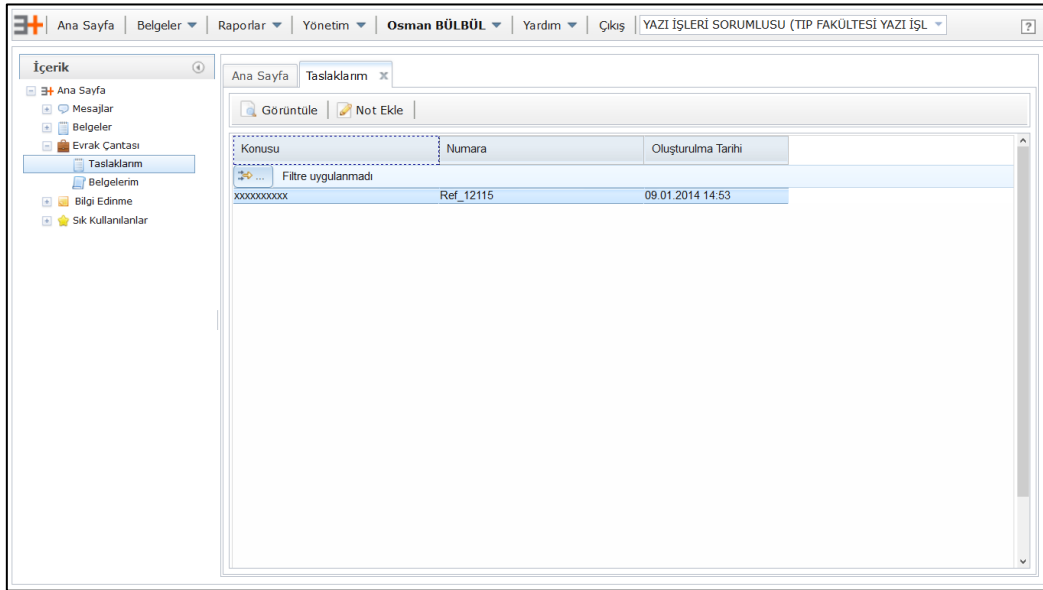 Ana Sayfa Belgeler Raporlar Yönetim Osman BÜLBÜL Yardım Çıkış YAZI İŞLERİ SORUMLUSU (TIP FAKÜLTESİ YAZI İŞL ?
İçerik
Ana Sayfa
Mesajlar
Belgeler
Evrak Çantası
Taslaklarım
Belgelerim
Bilgi Edinme
Sık Kullanılanlar
Ana Sayfa Taslaklarım x
Görüntüle Not Ekle
Konusu Numara Oluşturulma Tarihi
... Filtre uygulanmadı
xxxxxxxxxx Ref_12115 09.01.2014 14:53